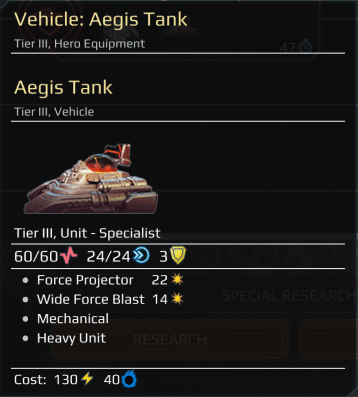 Vehicle: Aegis Tank
Tier III, Hero Equipment
47
Aegis Tank
Tier III, Vehicle
Tier III, Unit - Specialist
60/60 24/24 3
Force Projector 22
Wide Force Blast 14
SPECIAL RESEARCH
Mechanical
Heavy Unit
RESEARCH
Cost: 130 40